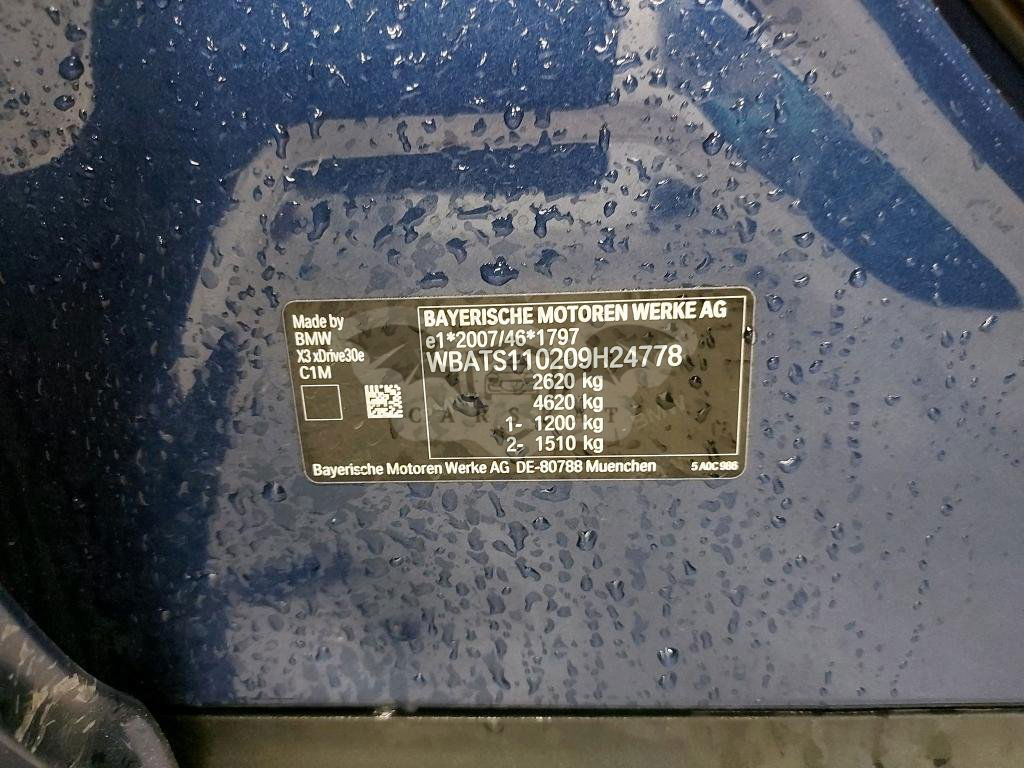 Made by
BMW
X3 xDrive30e
C1M
BAYERISCHE MOTOREN WERKE AG
e1*2007/46*1797
WBATS110209H24778
2620 kg
4620 kg
1- 1200 kg
2- 1510 kg
Bayerische Motoren Werke AG DE-80788 Muenchen
5 A0C 986